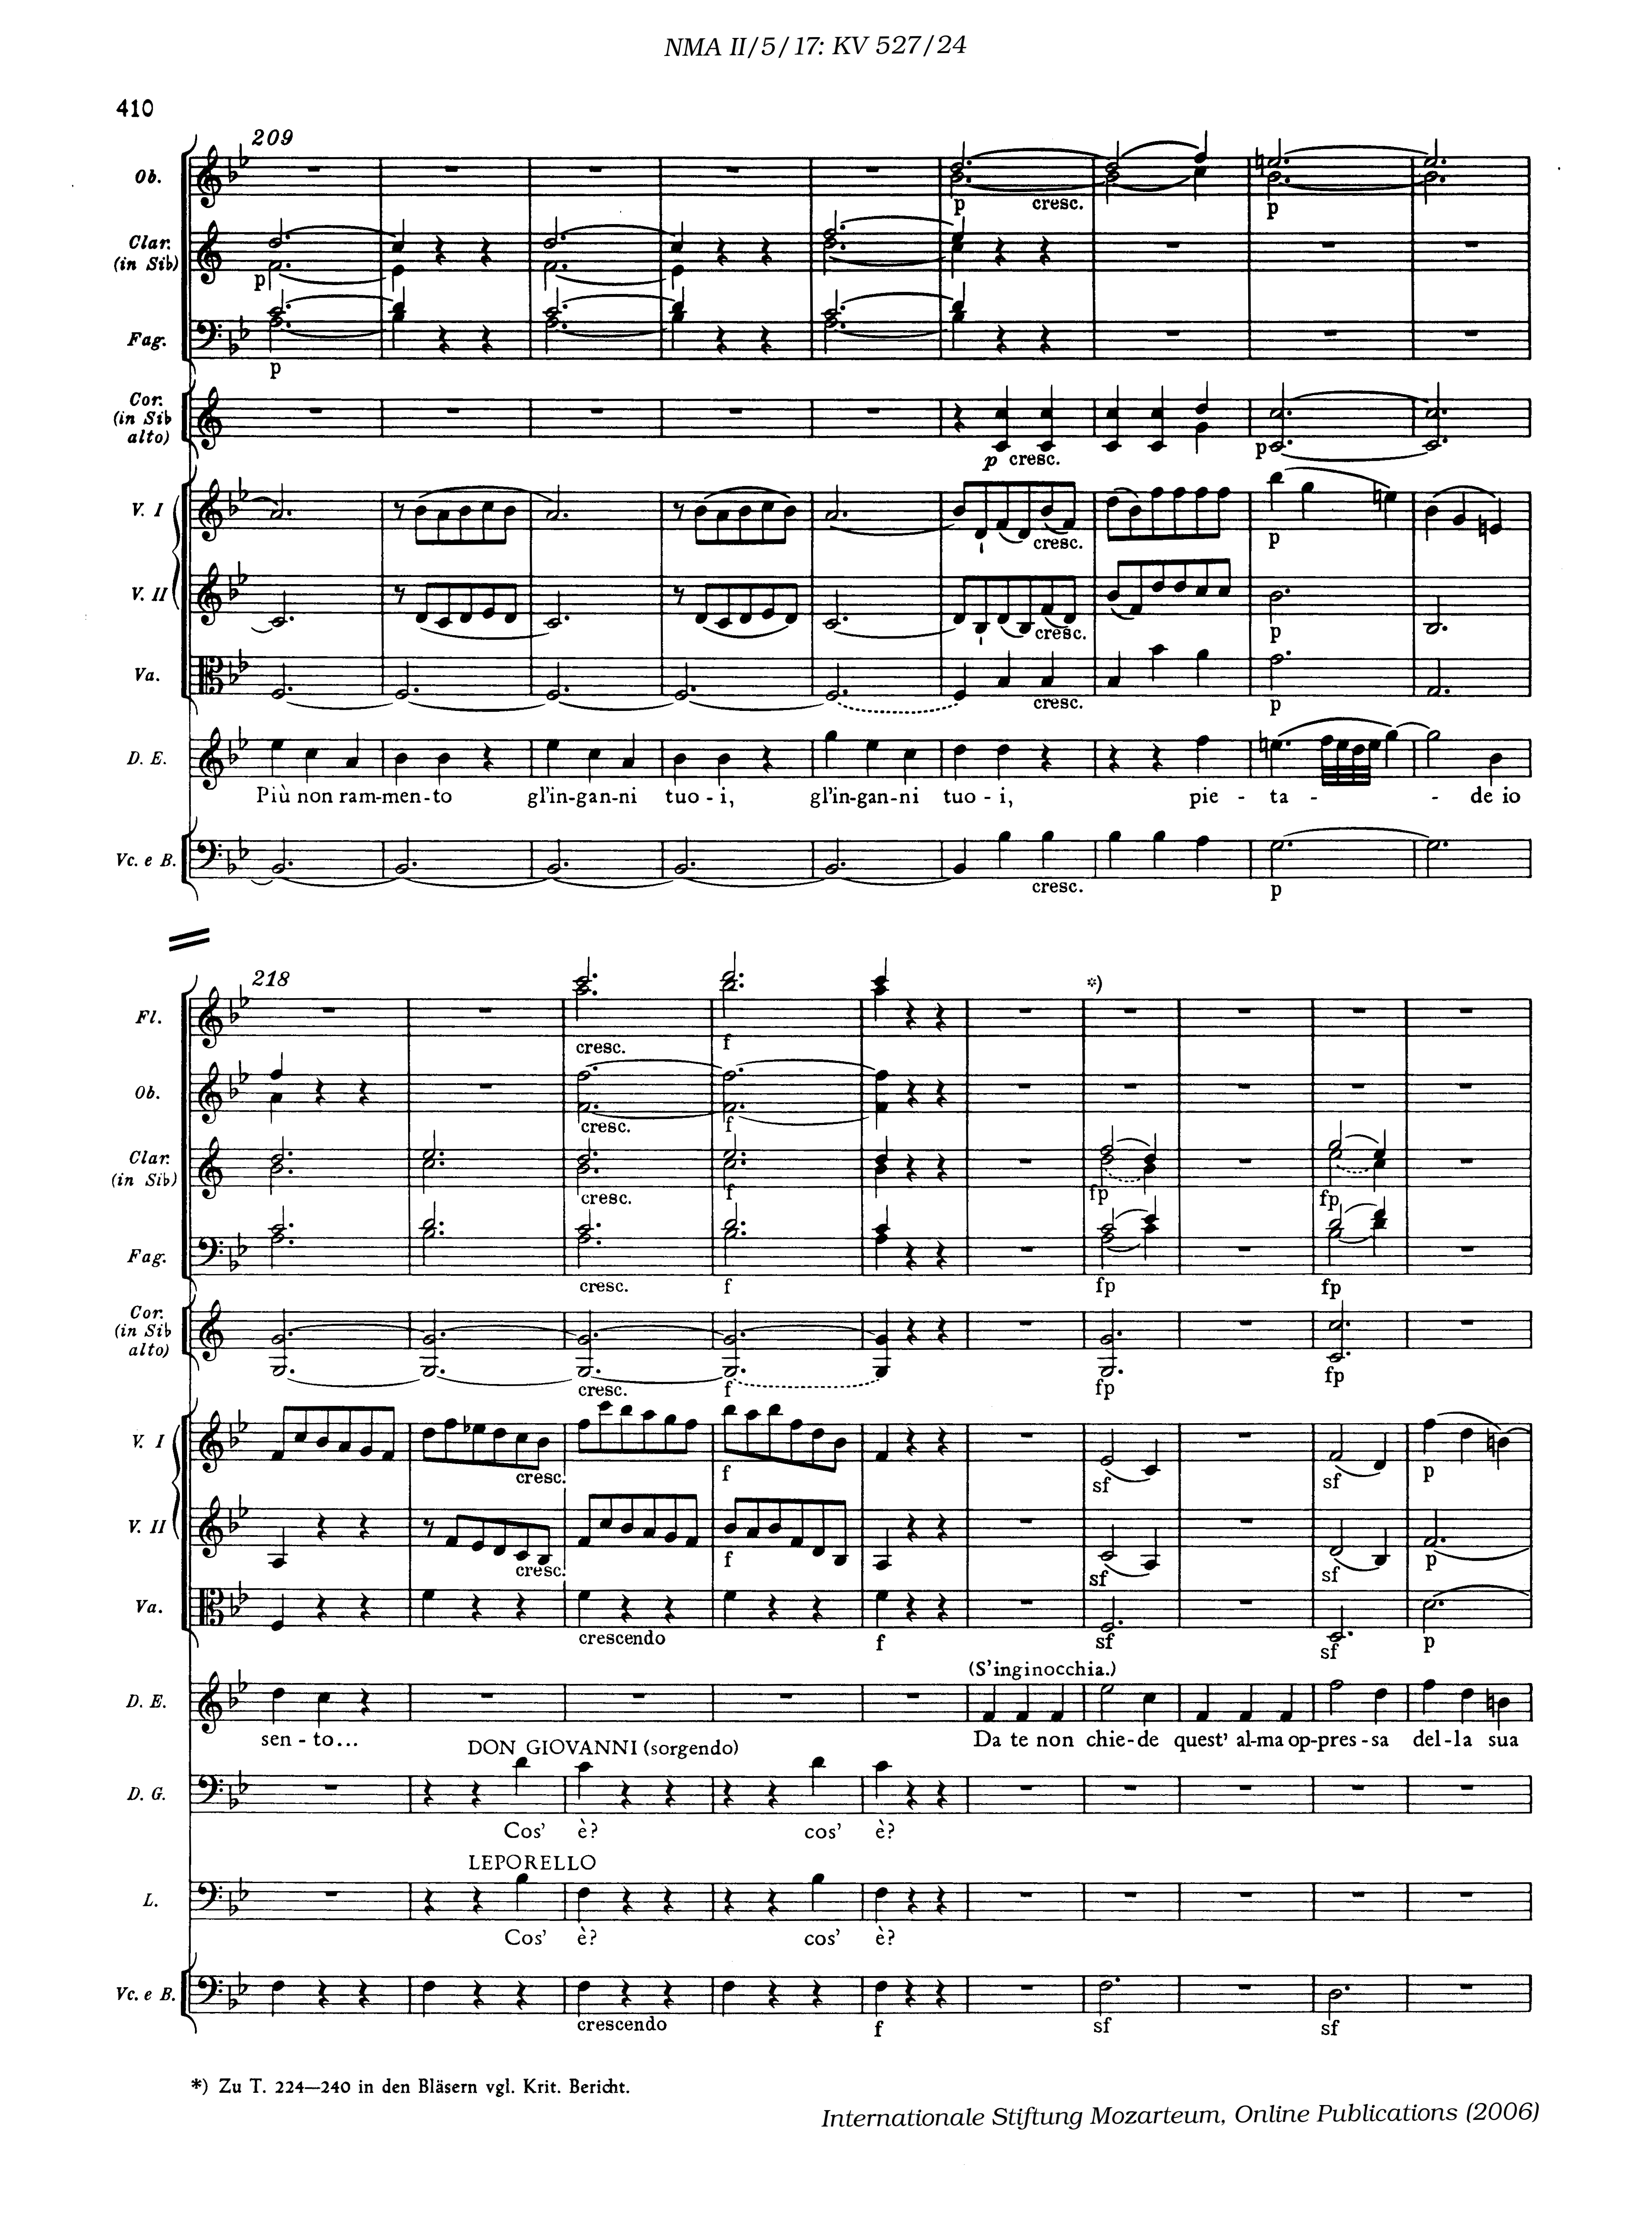 NMA II/5/17: KV 527/24
410
209
Ob.
p cresc. p
Clar.
(in Sib)
p
Fag.
p
Cor.
(in Sib
alto)
p cresc. p
V. I
cresc. p
V. II
cresc. p
Va.
cresc. p
D. E.
Più non ram-men-to gl'in-gan-ni tuo-i, gl'in-gan-ni tuo-i, pie - ta - - de io
Vc. e B.
cresc. p
218
*)
Fl.
cresc. f
Ob.
cresc. f
Clar.
(in Sib)
cresc. f fp fp
Fag.
cresc. f fp fp
Cor.
(in Sib
alto)
cresc. f fp fp
V. I
cresc. f sf sf p
V. II
cresc. f sf sf p
Va.
crescendo f sf sf p
(S'inginocchia.)
D. E.
sen - to... Da te non chie-de quest' al-ma op-pres-sa del-la sua
DON GIOVANNI (sorgendo)
D. G.
Cos' è? cos' è?
LEPORELLO
L.
Cos' è? cos' è?
Vc. e B.
crescendo f sf sf
*) Zu T. 224—240 in den Bläsern vgl. Krit. Bericht.
Internationale Stiftung Mozarteum, Online Publications (2006)